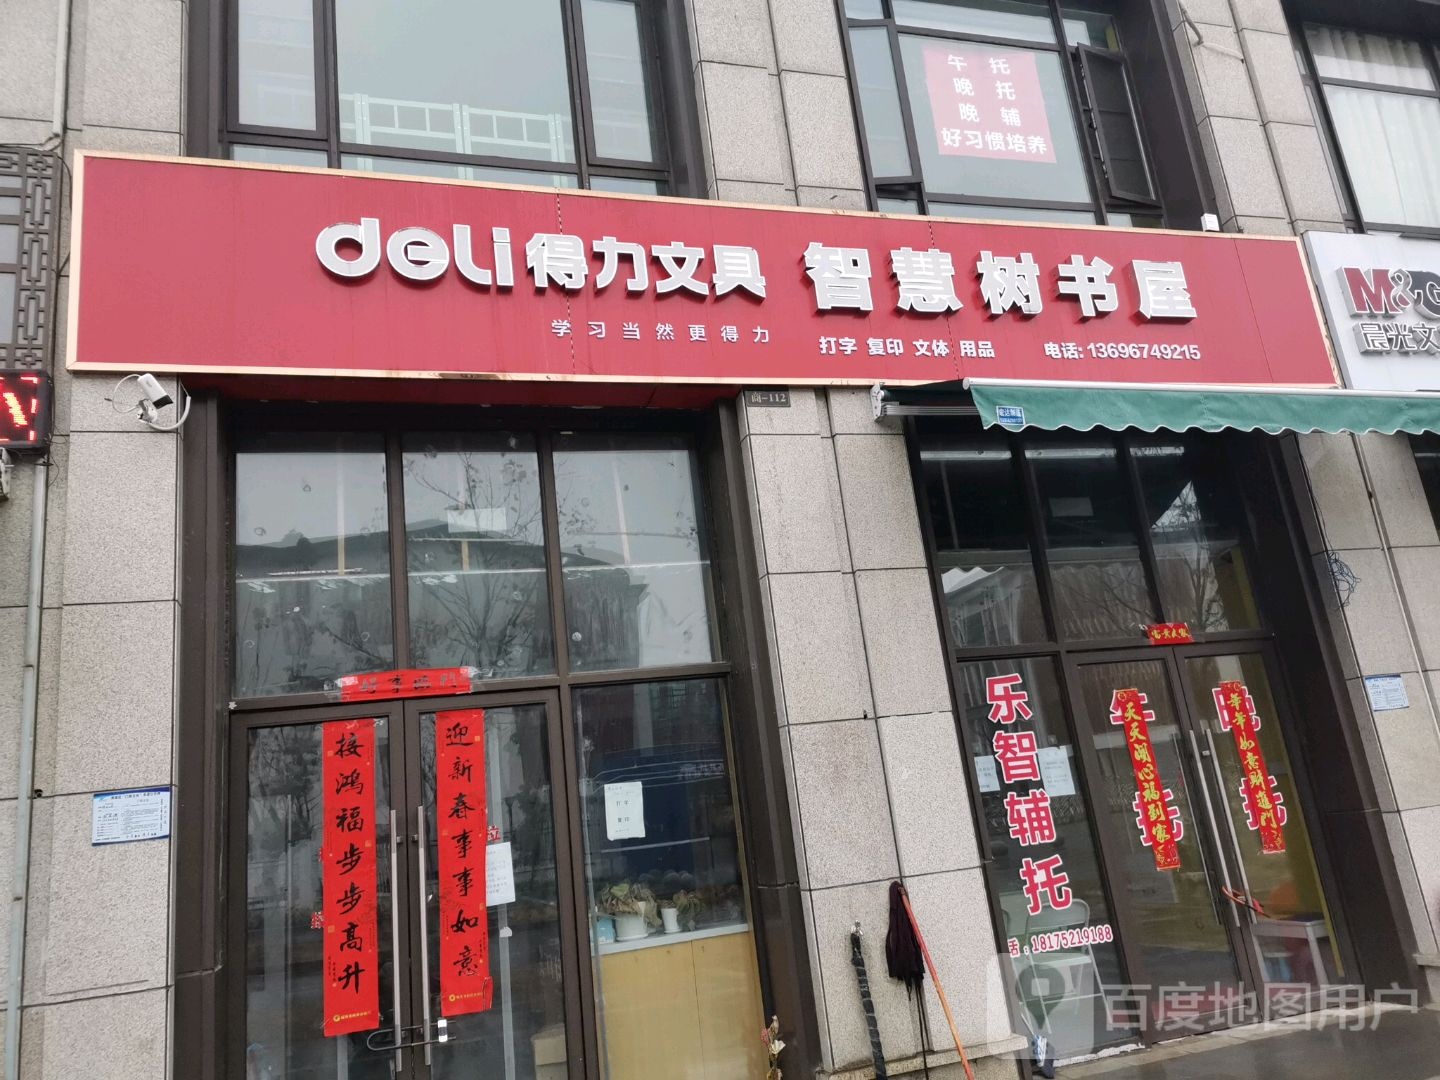 午托
晚托
晚辅
好习惯培养
deli得力文具 智慧树书屋
学习当然更得力
打字 复印 文体 用品 电话:13696749215
M&G
晨光文
商-112
迎新春事事如意
接鸿福步步高升
打字
复印
乐智辅托
话:18175219188
午托
晚托
天天开心福到家
年年如意财进门
百度地图用户